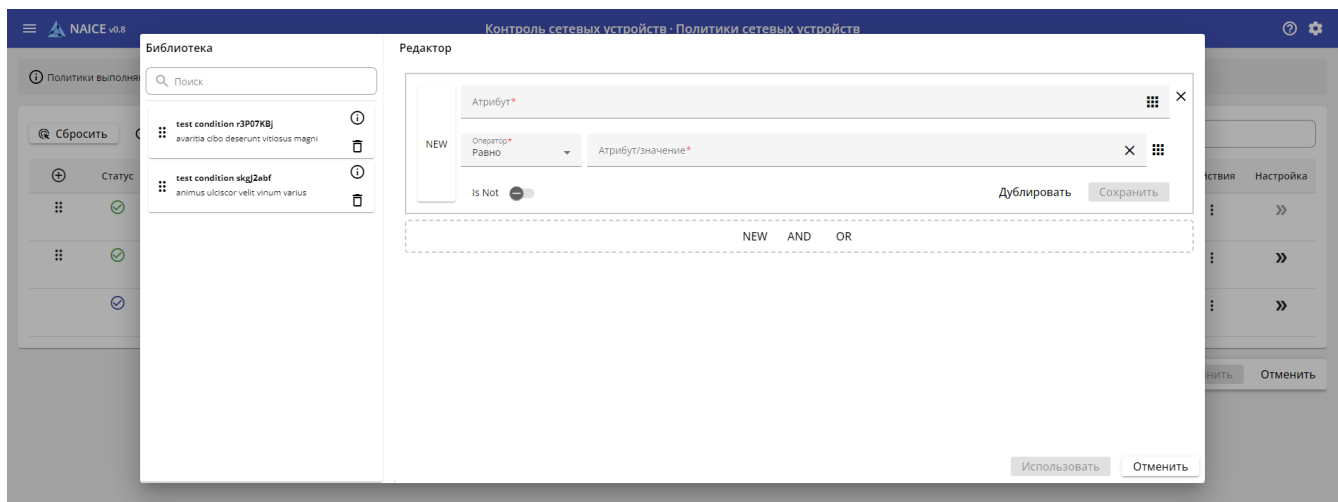 NAICE v0.8
Контроль сетевых устройств · Политики сетевых устройств
Политики выполня
Сбросить
Статус
йствия
Настройка
нить
Отменить
Библиотека
Поиск
test condition r3P07KBj
avaritia cibo deserunt vitiosus magni
test condition skgJ2abf
animus ulciscor velit vinum varius
Редактор
NEW
Атрибут*
Оператор*
Равно
Атрибут/значение*
Is Not
Дублировать
Сохранить
NEW AND OR
Использовать
Отменить